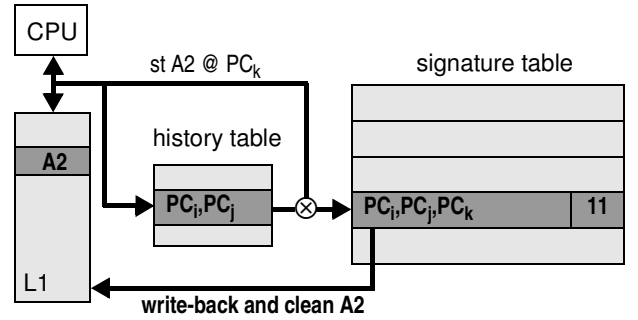 CPU
st A2 @ PCk
signature table
history table
A2
PCi,PCj
PCi,PCj,PCk
11
L1
write-back and clean A2